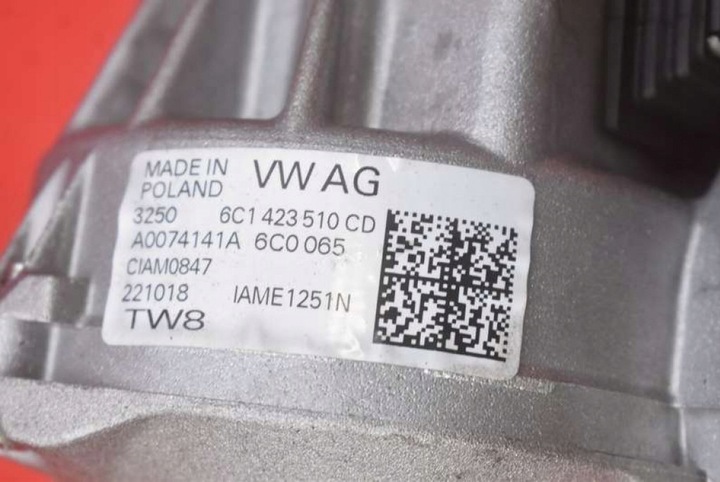 MADE IN
POLAND VW AG
3250 6C1 423 510 CD
A0074141A 6C0 065
CIAM0847
221018 IAME1251N
TW8